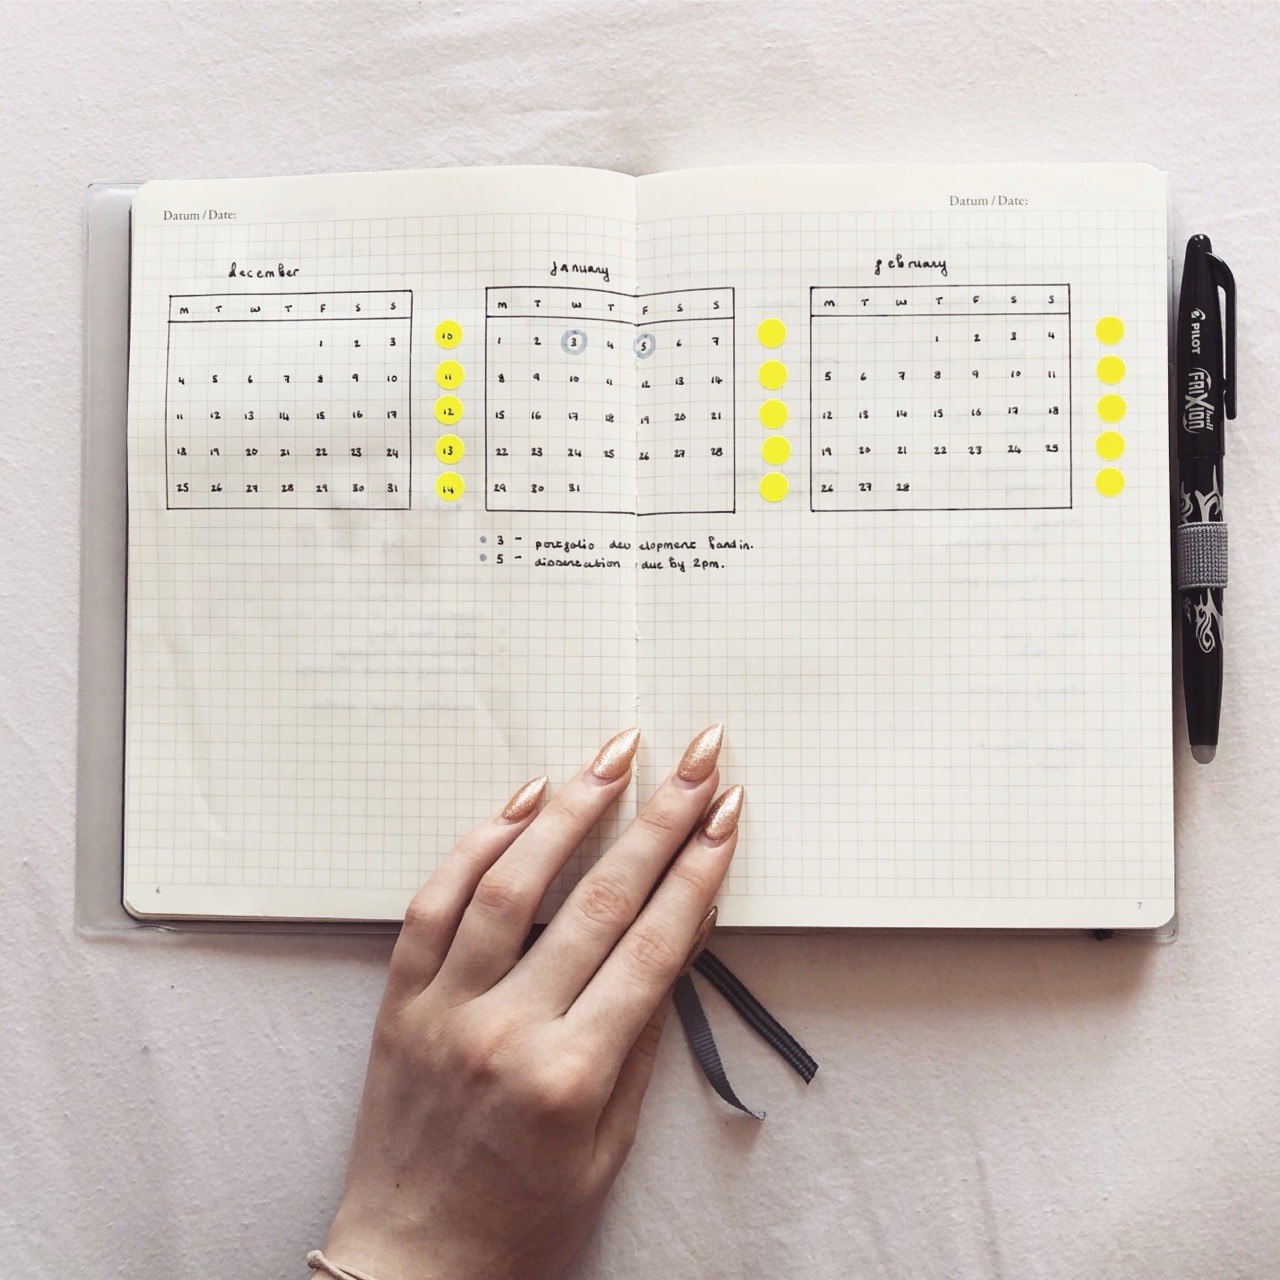 Datum / Date:
december
M T W T F S S
1 2 3 10
4 5 6 7 8 9 10 11
11 12 13 14 15 16 17 12
18 19 20 21 22 23 24 13
25 26 27 28 29 30 31 14
6
january
M T W T F S S
1 2 3 4 5 6 7
8 9 10 11 12 13 14
15 16 17 18 19 20 21
22 23 24 25 26 27 28
29 30 31
3 - portfolio development hand in.
5 - dissertation due by 2pm.
Datum / Date:
february
M T W T F S S
1 2 3 4
5 6 7 8 9 10 11
12 13 14 15 16 17 18
19 20 21 22 23 24 25
26 27 28
7
PILOT
FRIXion ball